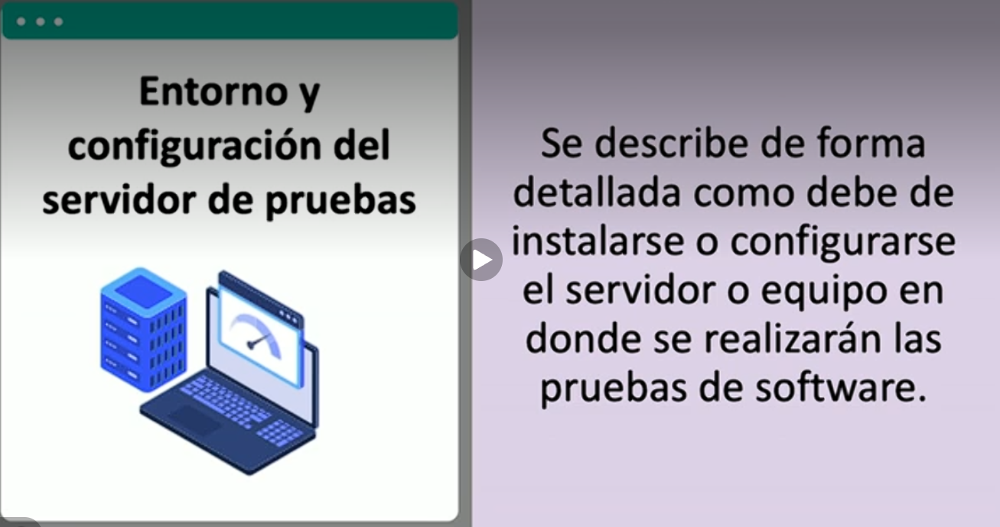 Entorno y
configuración del
servidor de pruebas
Se describe de forma
detallada como debe de
instalarse o configurarse
el servidor o equipo en
donde se realizarán las
pruebas de software.